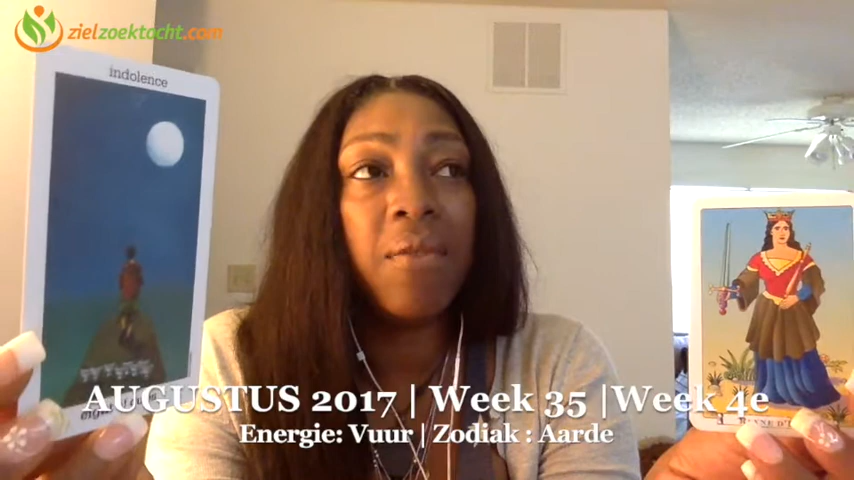 zielzoektocht.com
indolence
AUGUSTUS 2017 | Week 35 |Week 4e
Energie: Vuur | Zodiak : Aarde